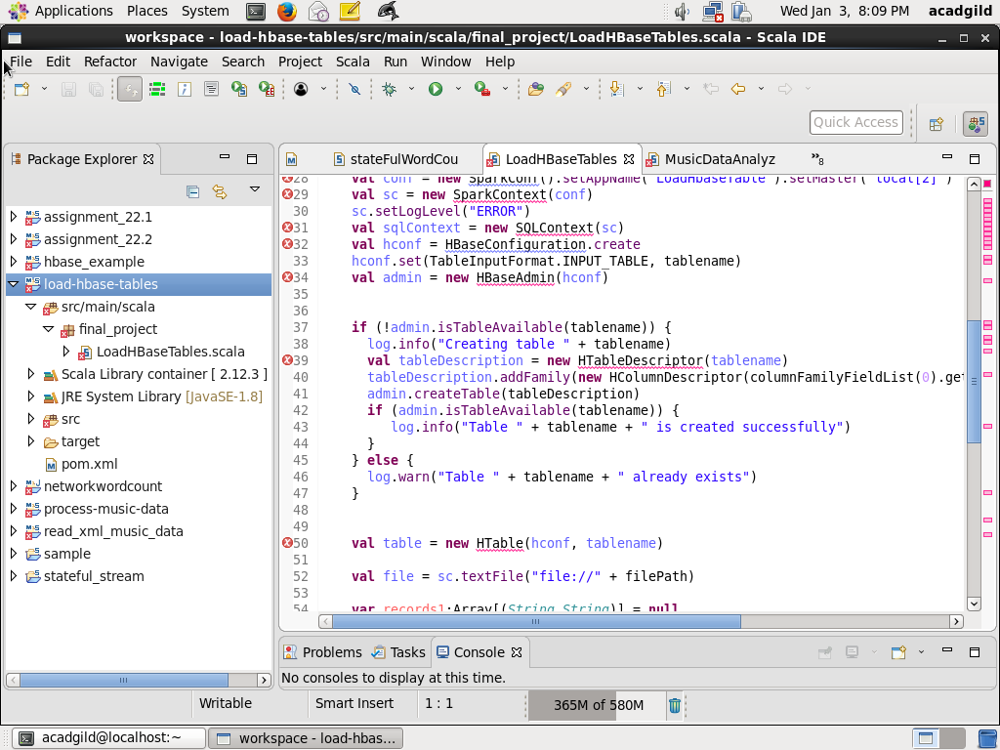 Applications Places System Wed Jan 3, 8:09 PM acadgild
workspace - load-hbase-tables/src/main/scala/final_project/LoadHBaseTables.scala - Scala IDE
File Edit Refactor Navigate Search Project Scala Run Window Help
Quick Access
Package Explorer
stateFulWordCou LoadHBaseTables MusicDataAnalyz »8
assignment_22.1
assignment_22.2
hbase_example
load-hbase-tables
src/main/scala
final_project
LoadHBaseTables.scala
Scala Library container [ 2.12.3 ]
JRE System Library [JavaSE-1.8]
src
target
pom.xml
networkwordcount
process-music-data
read_xml_music_data
sample
stateful_stream
28 val conf = new SparkConf().setAppName("LoadHbaseTable").setMaster("local[2]")
29 val sc = new SparkContext(conf)
30 sc.setLogLevel("ERROR")
31 val sqlContext = new SQLContext(sc)
32 val hconf = HBaseConfiguration.create
33 hconf.set(TableInputFormat.INPUT_TABLE, tablename)
34 val admin = new HBaseAdmin(hconf)
35
36
37 if (!admin.isTableAvailable(tablename)) {
38 log.info("Creating table " + tablename)
39 val tableDescription = new HTableDescriptor(tablename)
40 tableDescription.addFamily(new HColumnDescriptor(columnFamilyFieldList(0).get
41 admin.createTable(tableDescription)
42 if (admin.isTableAvailable(tablename)) {
43 log.info("Table " + tablename + " is created successfully")
44 }
45 } else {
46 log.warn("Table " + tablename + " already exists")
47 }
48
49
50 val table = new HTable(hconf, tablename)
51
52 val file = sc.textFile("file://" + filePath)
53
54 var records1:Array[(String,String)] = null
Problems Tasks Console
No consoles to display at this time.
Writable Smart Insert 1 : 1 365M of 580M
acadgild@localhost:~ workspace - load-hbas...